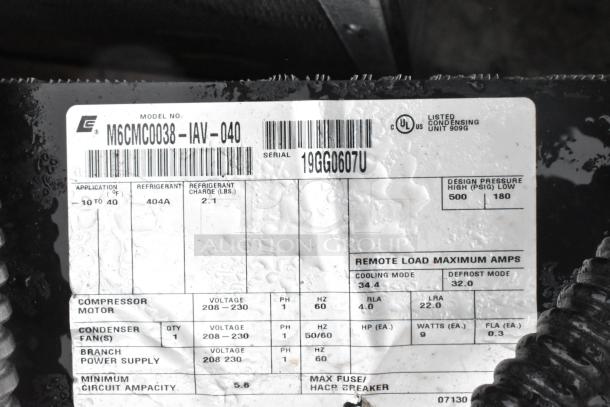 MODEL NO.
M6CMC0038-IAV-040
SERIAL 19GG0607U
C UL US LISTED CONDENSING UNIT 909G
APPLICATION (°F)
-10 TO 40
REFRIGERANT
404A
REFRIGERANT CHARGE (LBS.)
2.1
DESIGN PRESSURE
HIGH (PSIG) LOW
500 180
AUCTION GROUP
REMOTE LOAD MAXIMUM AMPS
COOLING MODE DEFROST MODE
34.4 32.0
COMPRESSOR MOTOR VOLTAGE 208-230 PH 1 HZ 60 RLA 4.0 LRA 22.0
CONDENSER FAN(S) QTY 1 VOLTAGE 208-230 PH 1 HZ 50/60 HP (EA.) WATTS (EA.) 9 FLA (EA.) 0.3
BRANCH POWER SUPPLY VOLTAGE 208 230 PH 1 HZ 60
MINIMUM CIRCUIT AMPACITY 5.6 MAX FUSE/ HACR BREAKER
07130